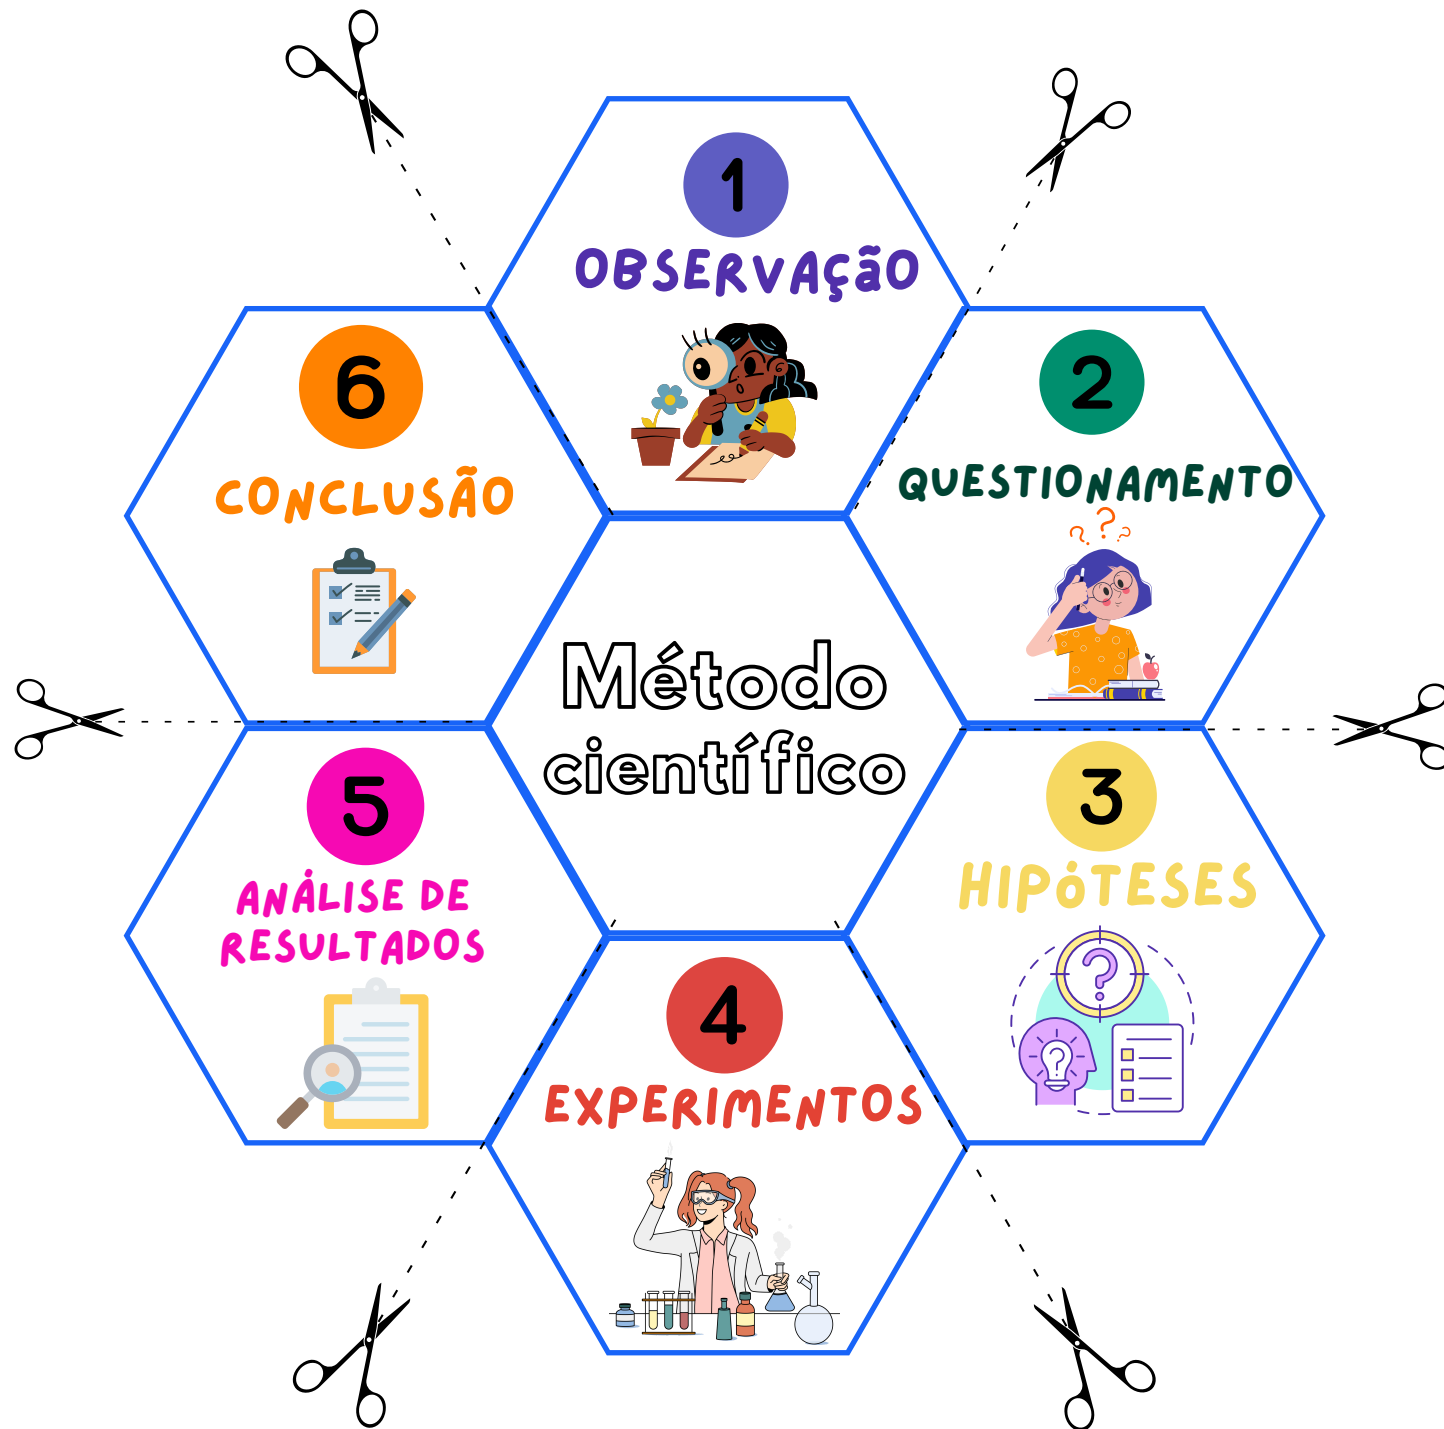 1
OBSERVAÇãO
2
QUESTIONAMENTO
???
3
HIPóTESES
?
?
4
EXPERIMENTOS
5
ANÁLISE DE
RESULTADOS
6
CONCLUSÃO
Método
científico